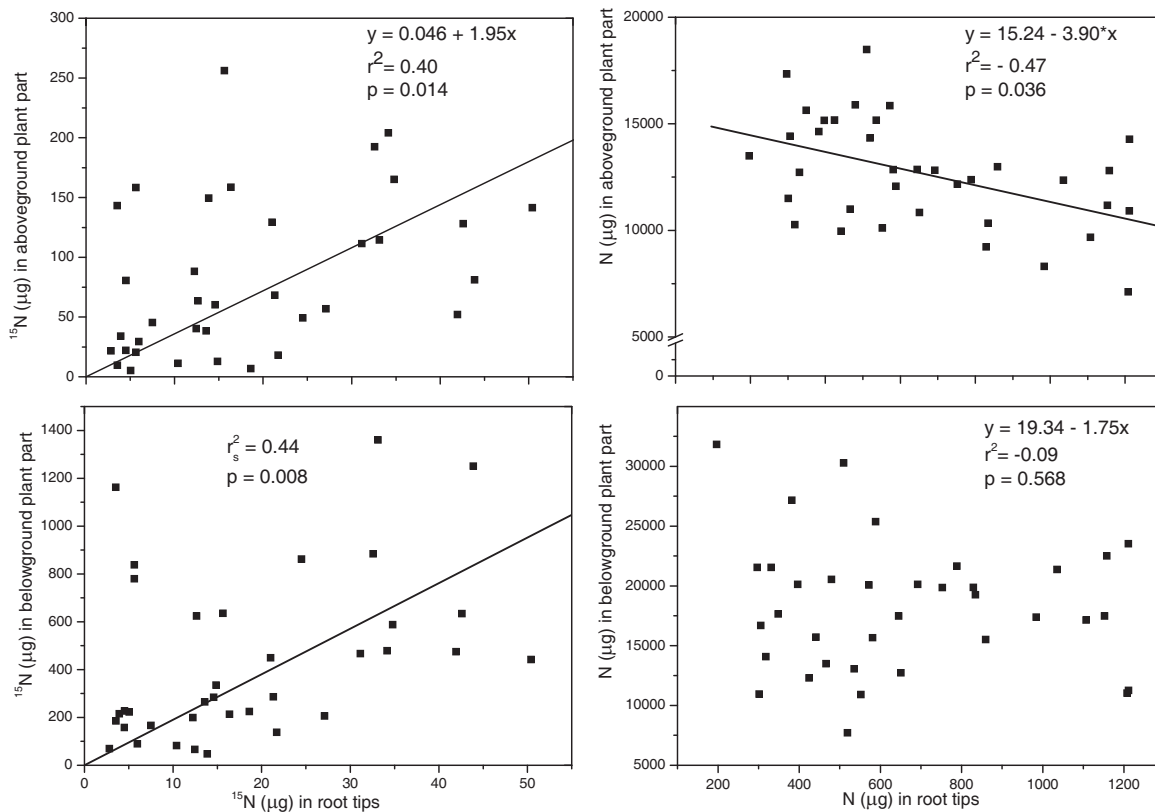 300
250
200
150
100
50
0
¹⁵N (µg) in aboveground plant part
y = 0.046 + 1.95x
r² = 0.40
p = 0.014
20000
15000
10000
5000
0
N (µg) in aboveground plant part
y = 15.24 - 3.90*x
r² = - 0.47
p = 0.036
1400
1200
1000
800
600
400
200
0
¹⁵N (µg) in belowground plant part
r²s = 0.44
p = 0.008
0 10 20 30 40 50
¹⁵N (µg) in root tips
30000
25000
20000
15000
10000
5000
N (µg) in belowground plant part
y = 19.34 - 1.75x
r² = -0.09
p = 0.568
200 400 600 800 1000 1200
N (µg) in root tips